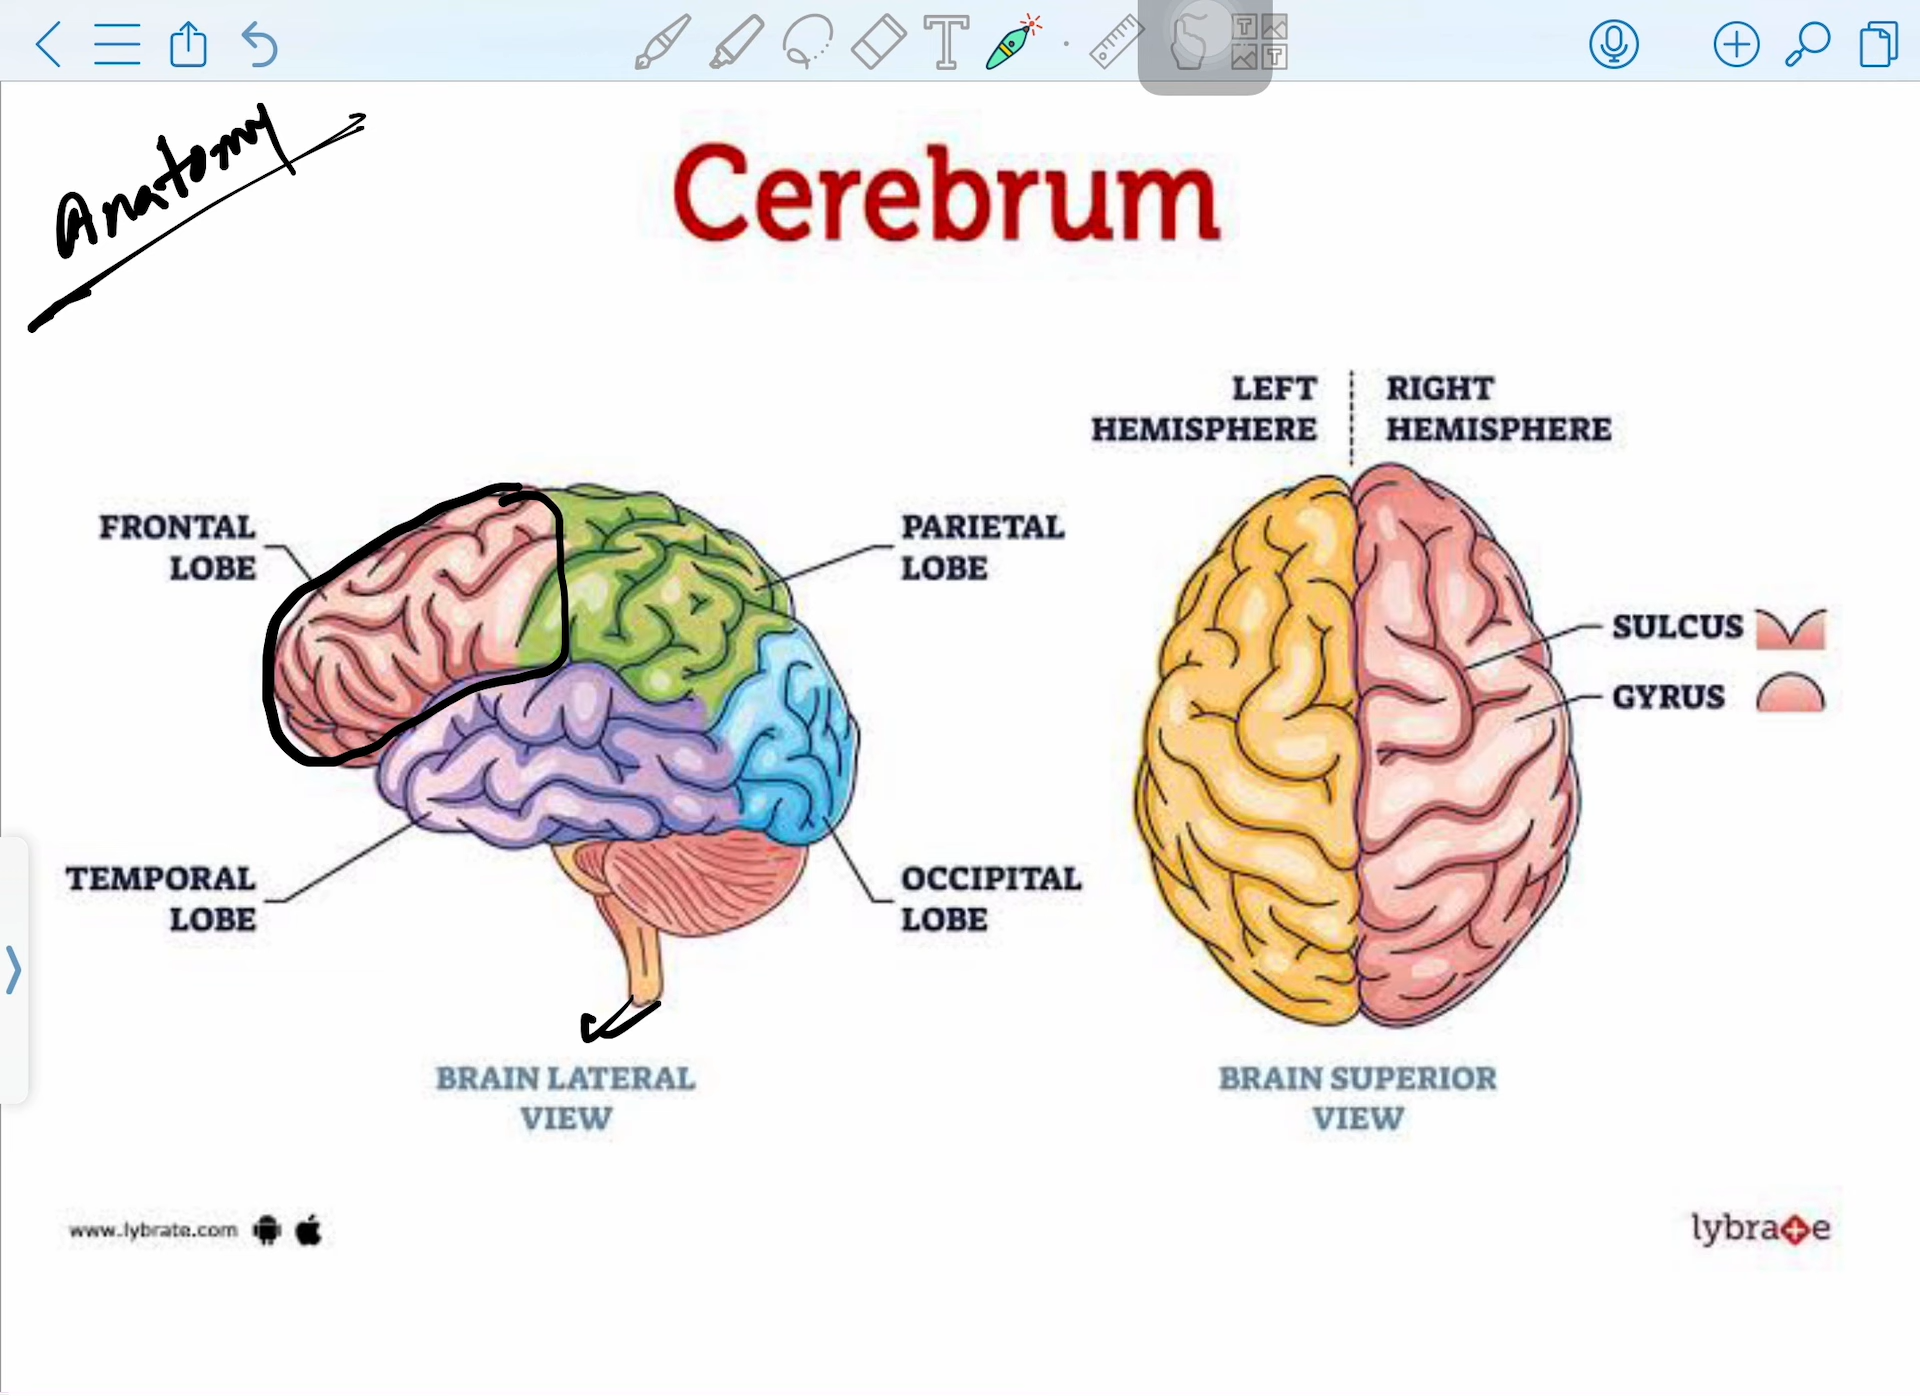 Anatomy
Cerebrum
LEFT HEMISPHERE
RIGHT HEMISPHERE
FRONTAL LOBE
PARIETAL LOBE
SULCUS
GYRUS
TEMPORAL LOBE
OCCIPITAL LOBE
BRAIN LATERAL VIEW
BRAIN SUPERIOR VIEW
www.lybrate.com
lybrate